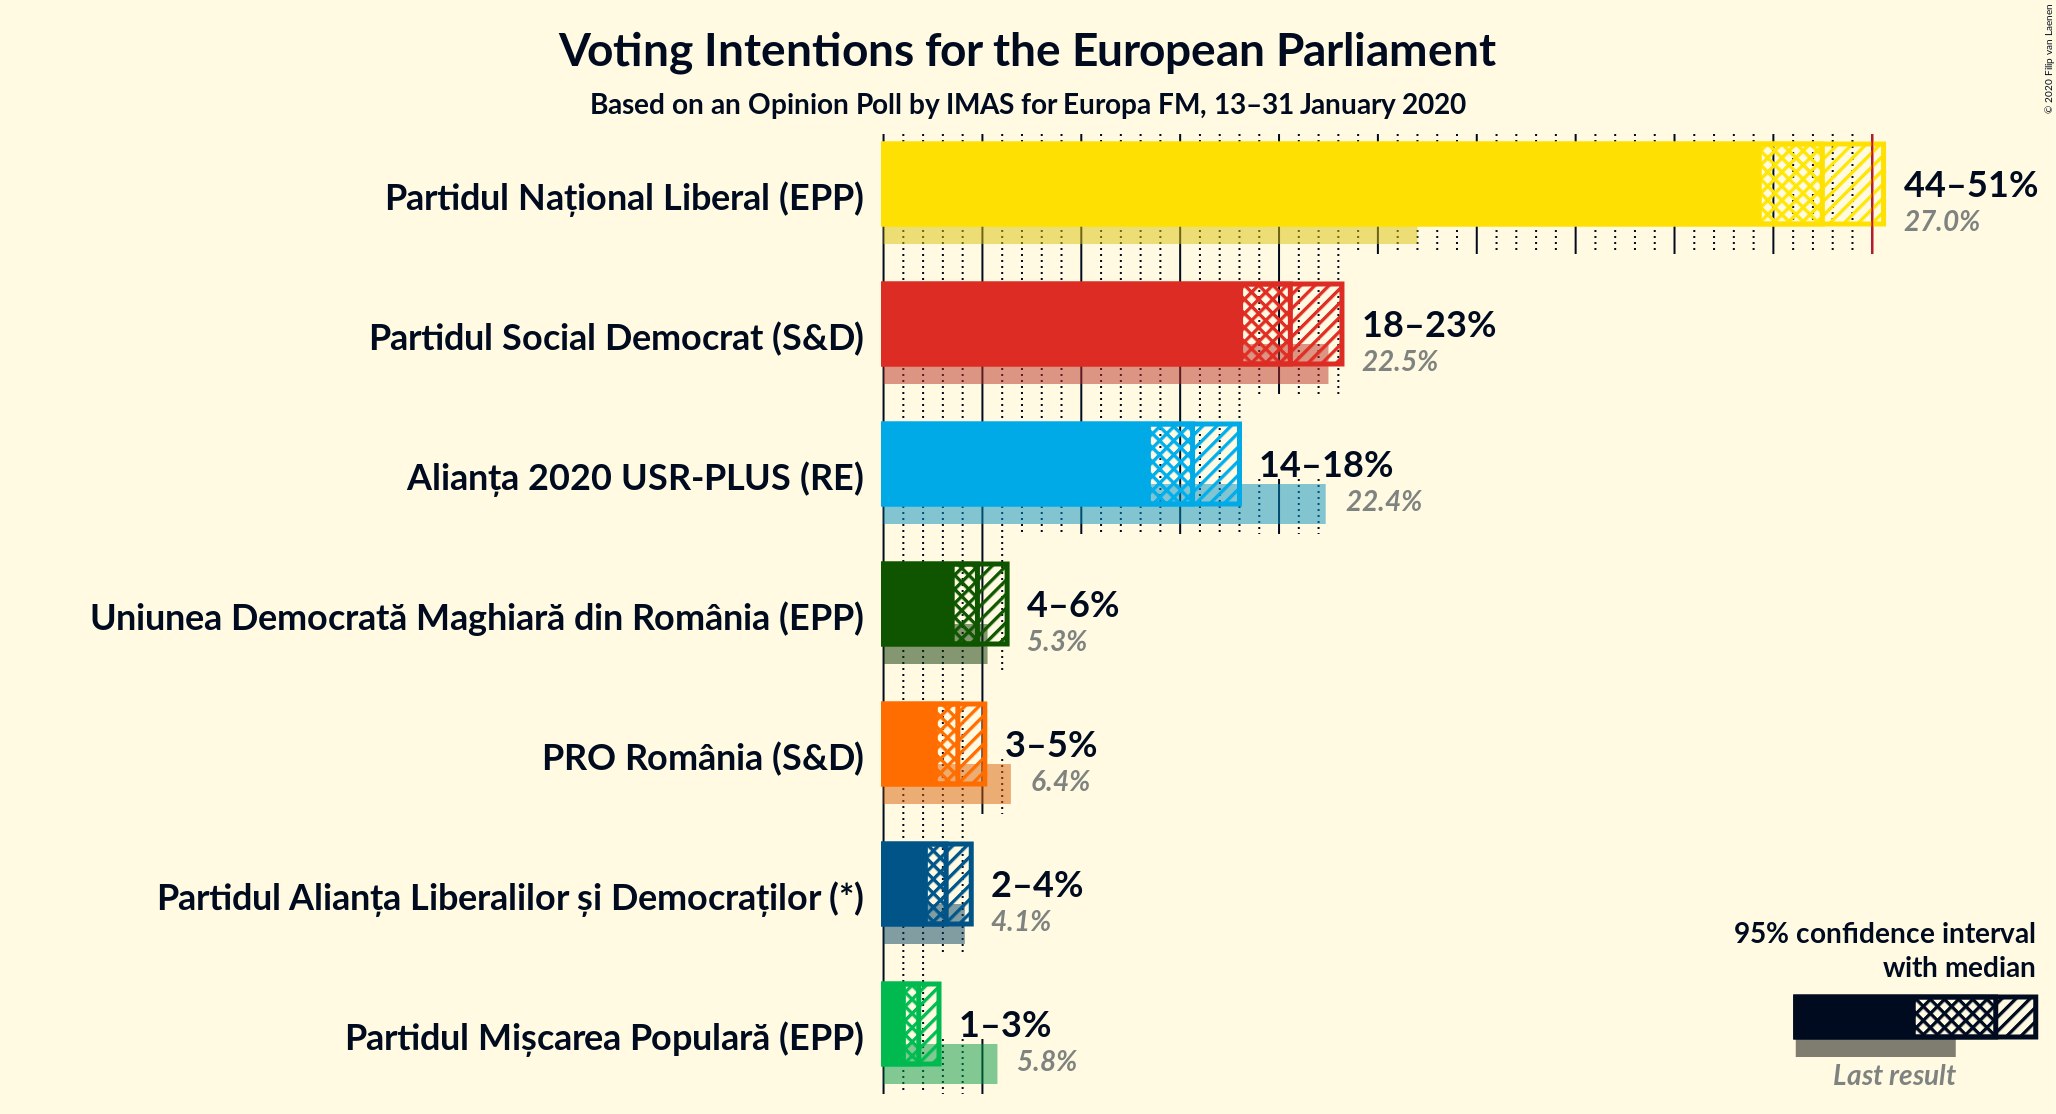 Voting Intentions for the European Parliament
Based on an Opinion Poll by IMAS for Europa FM, 13–31 January 2020
© 2020 Filip van Laenen
Partidul Național Liberal (EPP)
44–51%
27.0%
Partidul Social Democrat (S&D)
18–23%
22.5%
Alianța 2020 USR-PLUS (RE)
14–18%
22.4%
Uniunea Democrată Maghiară din România (EPP)
4–6%
5.3%
PRO România (S&D)
3–5%
6.4%
Partidul Alianța Liberalilor și Democraților (*)
2–4%
4.1%
Partidul Mișcarea Populară (EPP)
1–3%
5.8%
95% confidence interval
with median
Last result